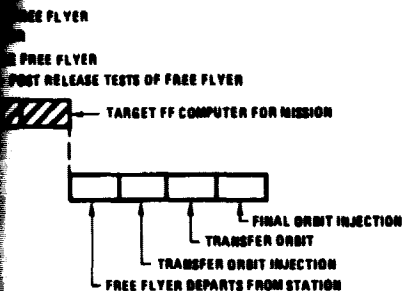 FREE FLYER
FREE FLYER
POST RELEASE TESTS OF FREE FLYER
TARGET FF COMPUTER FOR MISSION
FINAL ORBIT INJECTION
TRANSFER ORBIT
TRANSFER ORBIT INJECTION
FREE FLYER DEPARTS FROM STATION